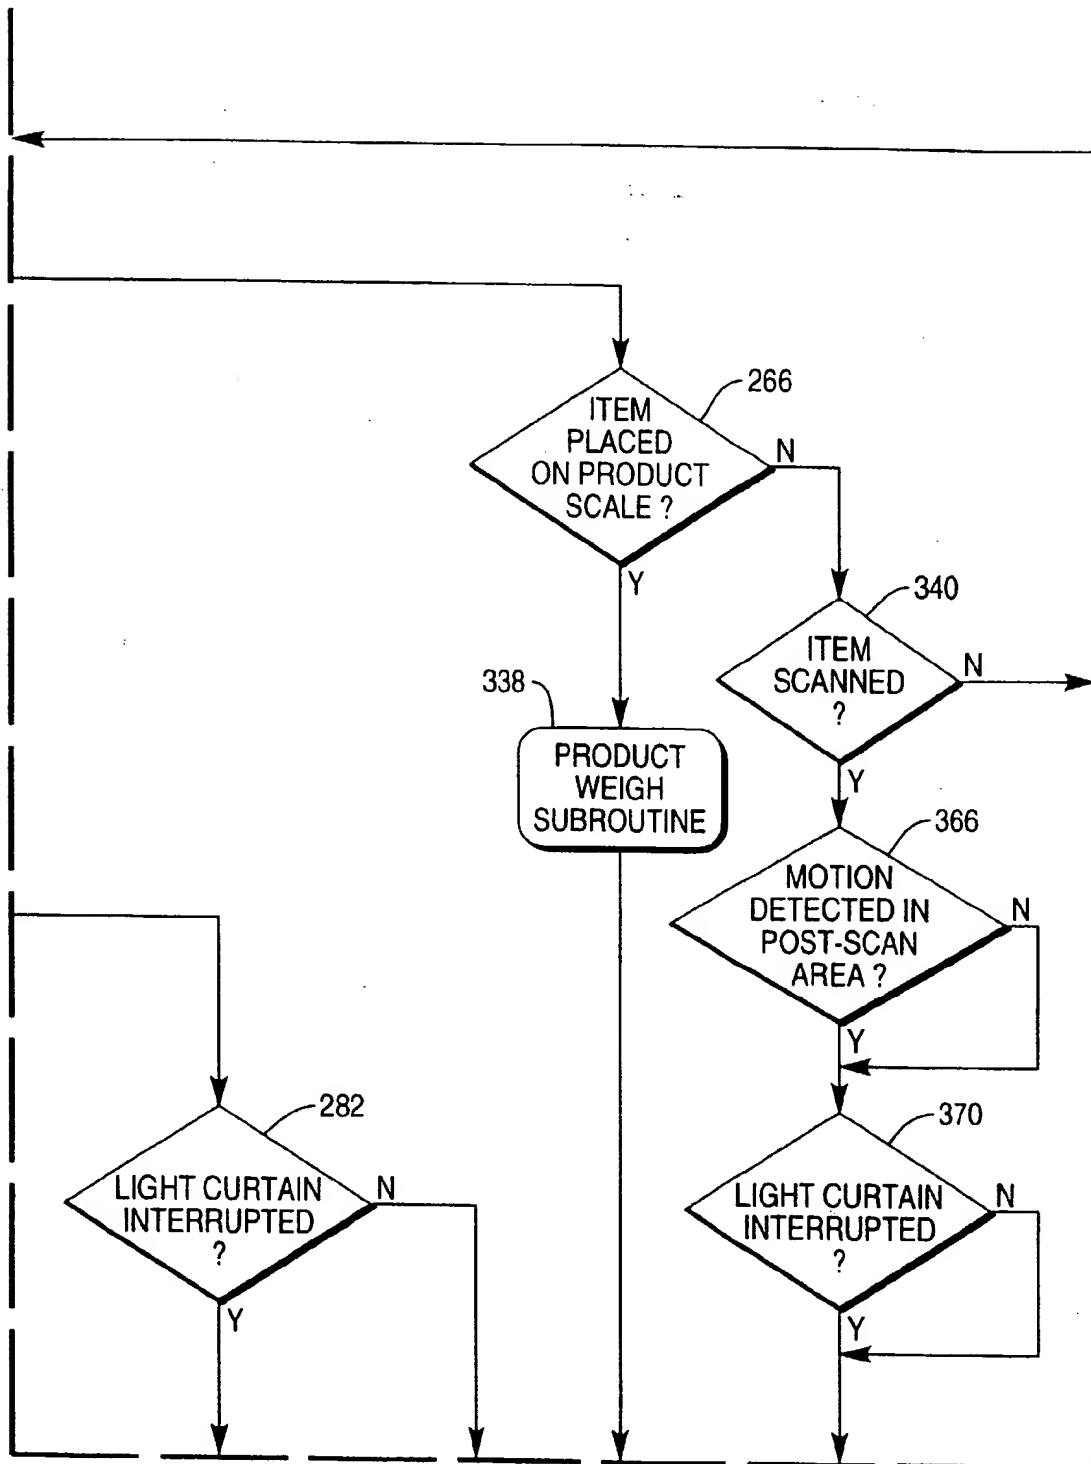 266
ITEM
PLACED
ON PRODUCT
SCALE ?
N
Y
340
ITEM
SCANNED
?
N
Y
338
PRODUCT
WEIGH
SUBROUTINE
366
MOTION
DETECTED IN
POST-SCAN
AREA ?
N
Y
282
LIGHT CURTAIN
INTERRUPTED
?
N
Y
370
LIGHT CURTAIN
INTERRUPTED
?
N
Y